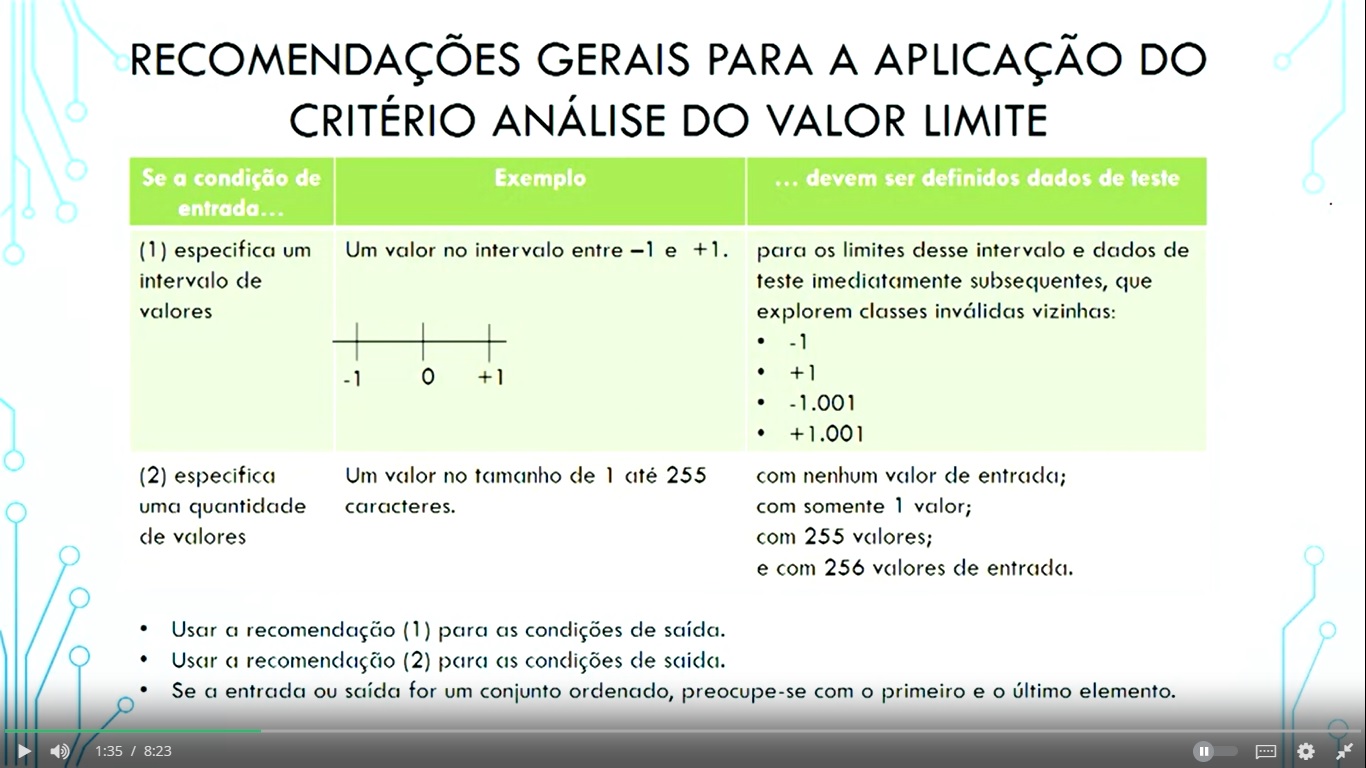 RECOMENDAÇÕES GERAIS PARA A APLICAÇÃO DO
CRITÉRIO ANÁLISE DO VALOR LIMITE
Se a condição de
entrada…
Exemplo
… devem ser definidos dados de teste
(1) especifica um
intervalo de
valores
Um valor no intervalo entre –1 e +1.
-1 0 +1
para os limites desse intervalo e dados de
teste imediatamente subsequentes, que
explorem classes inválidas vizinhas:
• -1
• +1
• -1.001
• +1.001
(2) especifica
uma quantidade
de valores
Um valor no tamanho de 1 até 255
caracteres.
com nenhum valor de entrada;
com somente 1 valor;
com 255 valores;
e com 256 valores de entrada.
• Usar a recomendação (1) para as condições de saída.
• Usar a recomendação (2) para as condições de saída.
• Se a entrada ou saída for um conjunto ordenado, preocupe-se com o primeiro e o último elemento.
1:35 / 8:23